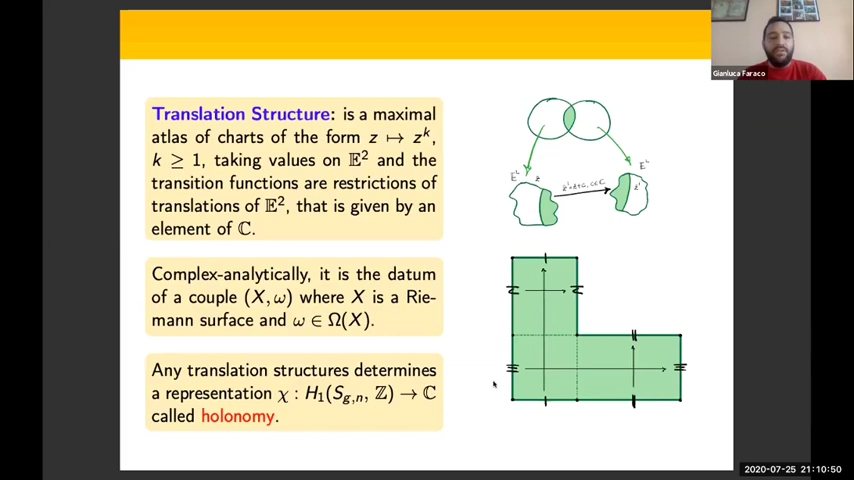 Gianluca Faraco
Translation Structure: is a maximal
atlas of charts of the form z ↦ z^k,
k ≥ 1, taking values on 𝔼² and the
transition functions are restrictions of
translations of 𝔼², that is given by an
element of ℂ.
E²
z
z'=z+c, c∈C
E²
z'
Complex-analytically, it is the datum
of a couple (X, ω) where X is a Rie-
mann surface and ω ∈ Ω(X).
Any translation structures determines
a representation χ : H₁(S_{g,n}, ℤ) → ℂ
called holonomy.
2020-07-25 21:10:50